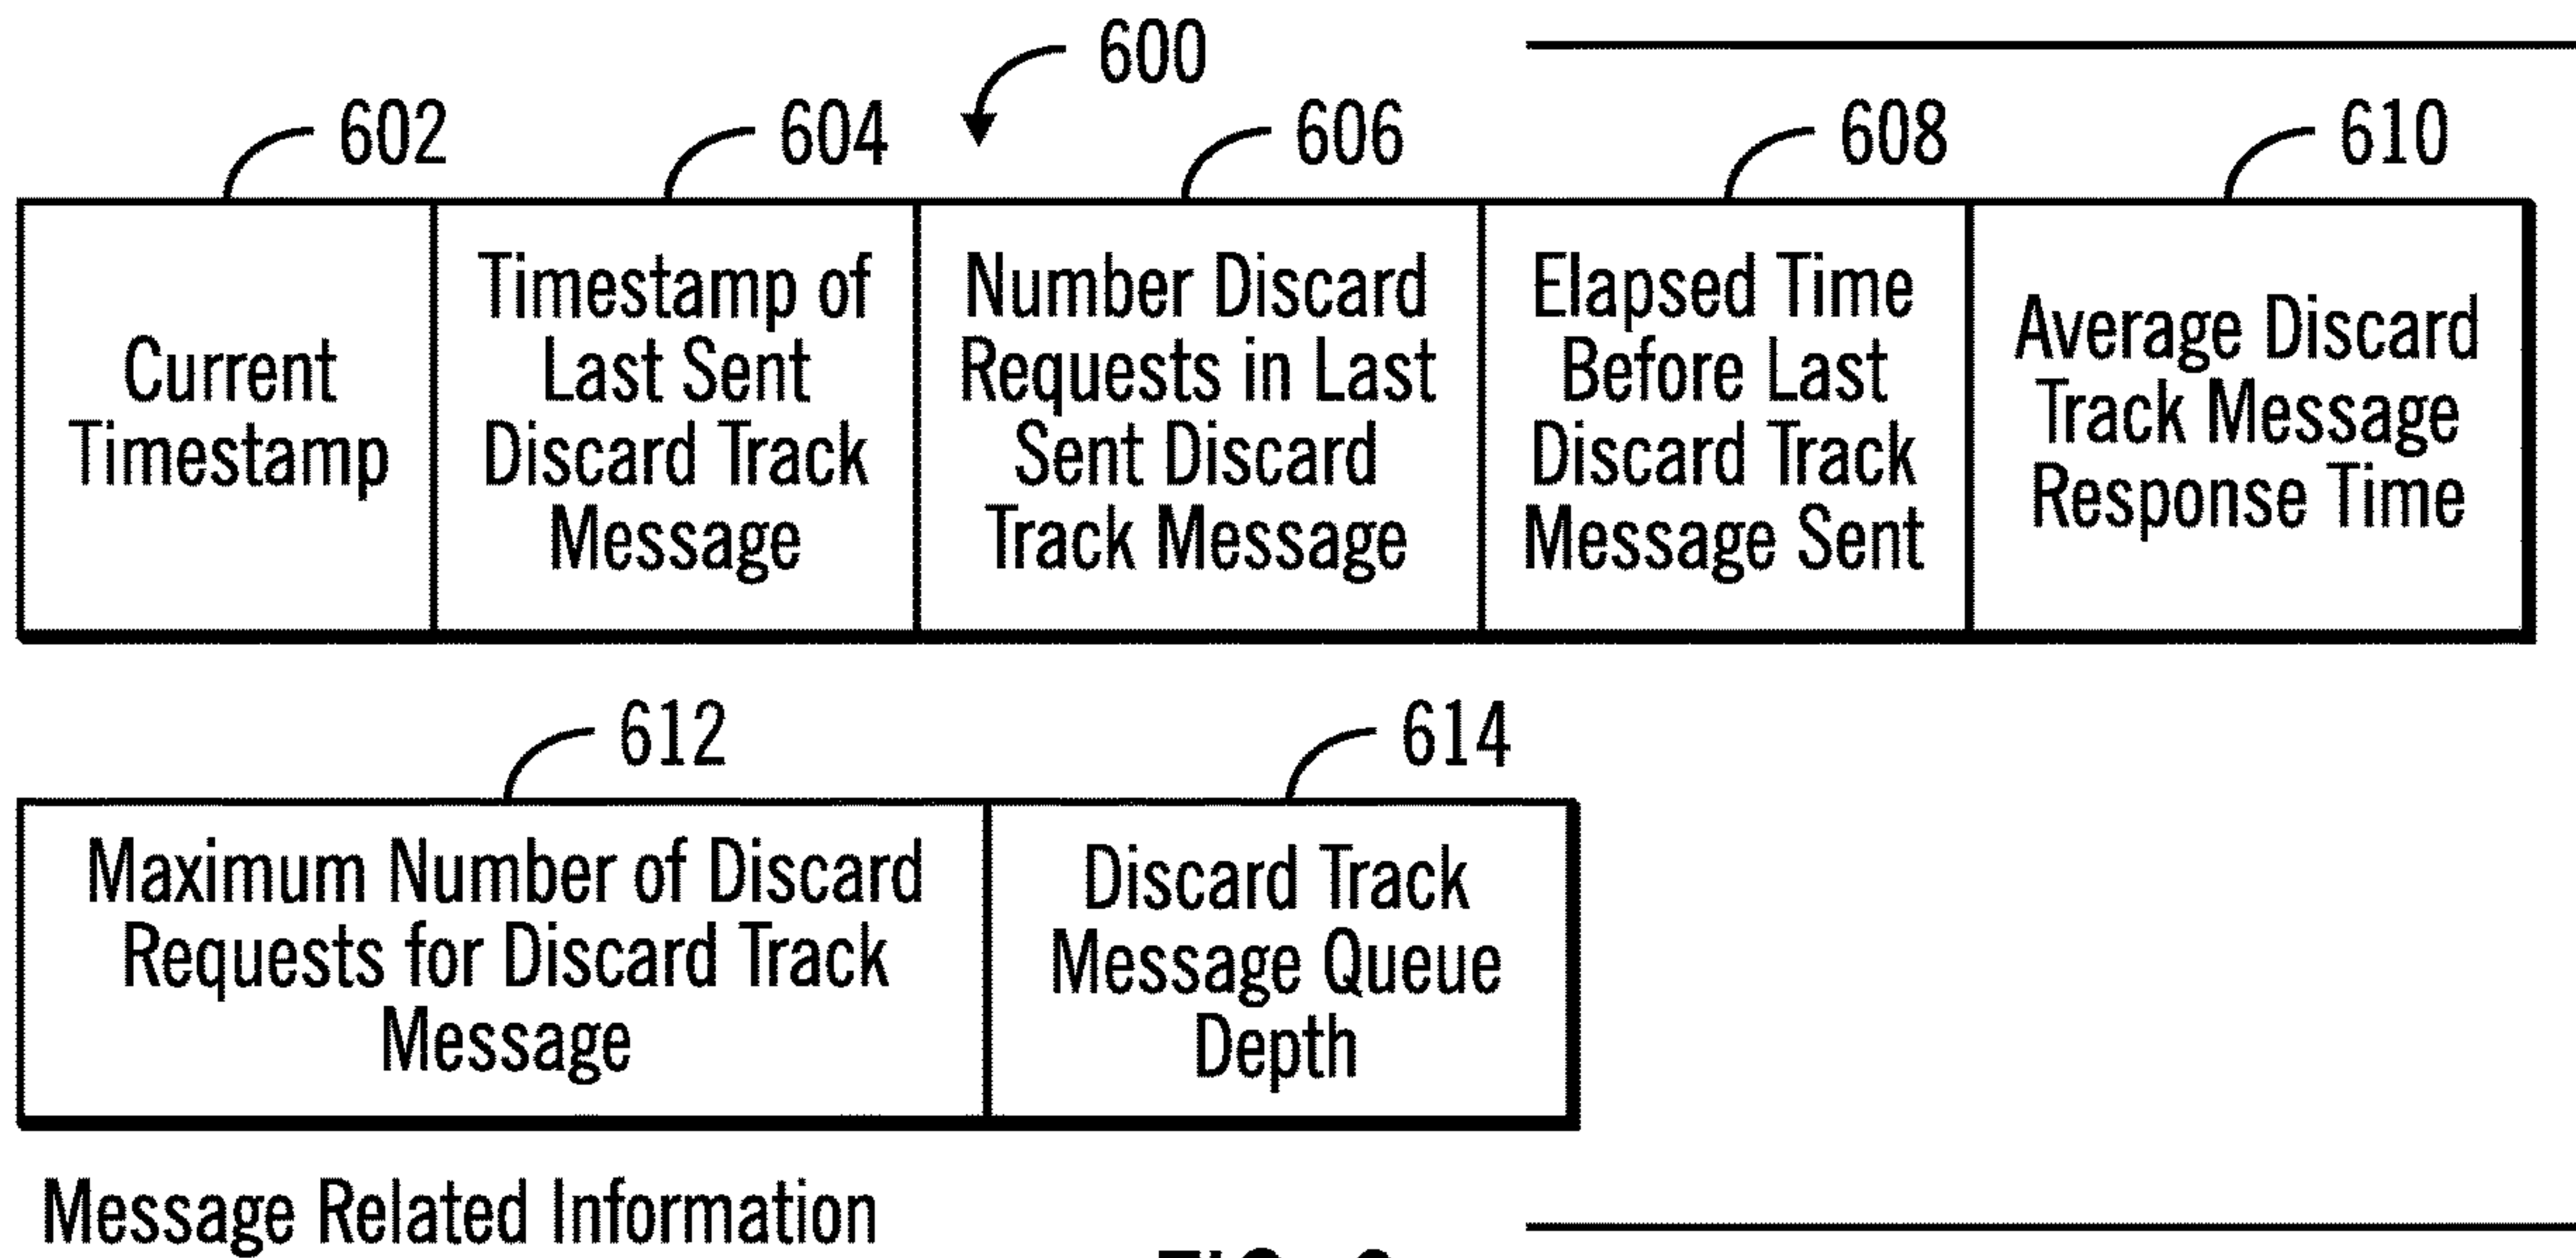 600
602
604
606
608
610
Current
Timestamp
Timestamp of
Last Sent
Discard Track
Message
Number Discard
Requests in Last
Sent Discard
Track Message
Elapsed Time
Before Last
Discard Track
Message Sent
Average Discard
Track Message
Response Time
612
614
Maximum Number of Discard
Requests for Discard Track
Message
Discard Track
Message Queue
Depth
Message Related Information